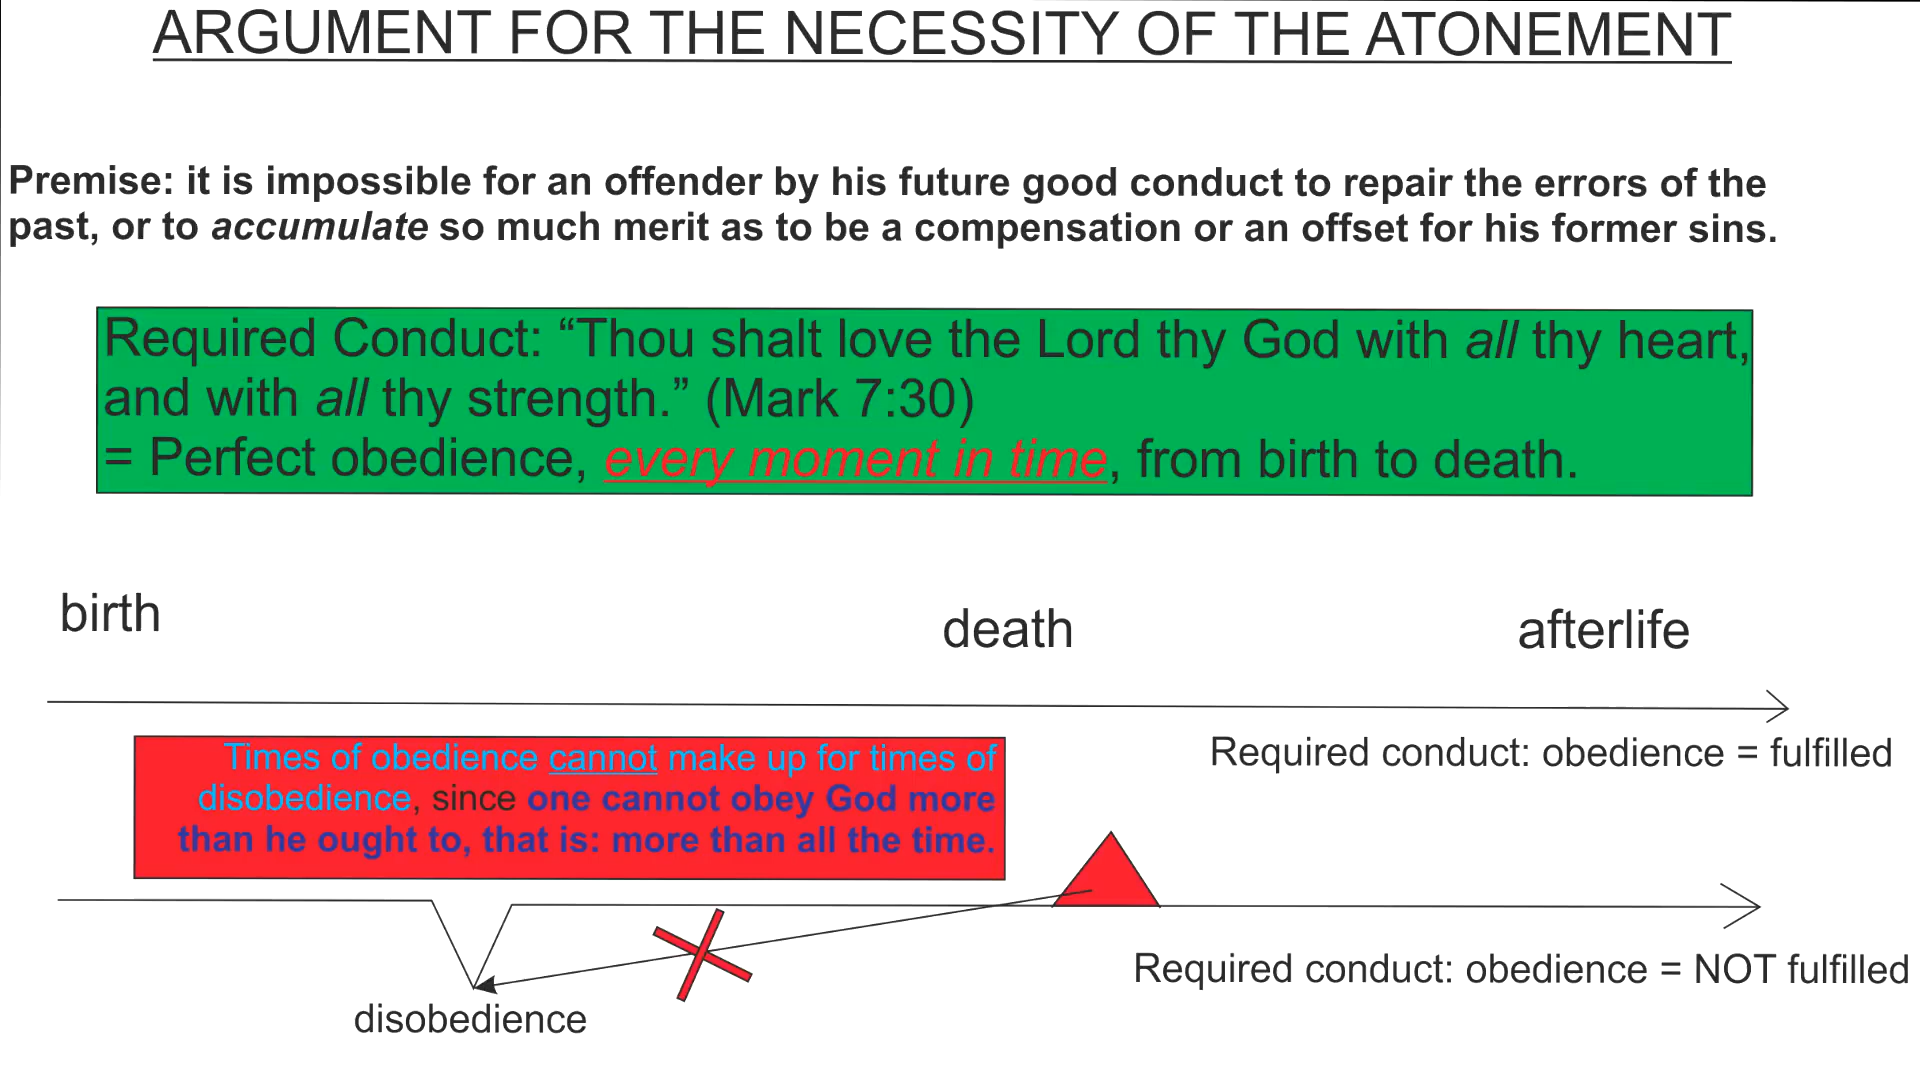 ARGUMENT FOR THE NECESSITY OF THE ATONEMENT
Premise: it is impossible for an offender by his future good conduct to repair the errors of the
past, or to accumulate so much merit as to be a compensation or an offset for his former sins.
Required Conduct: “Thou shalt love the Lord thy God with all thy heart,
and with all thy strength.” (Mark 7:30)
= Perfect obedience, every moment in time, from birth to death.
birth
death
afterlife
Required conduct: obedience = fulfilled
Times of obedience cannot make up for times of
disobedience, since one cannot obey God more
than he ought to, that is: more than all the time.
Required conduct: obedience = NOT fulfilled
disobedience